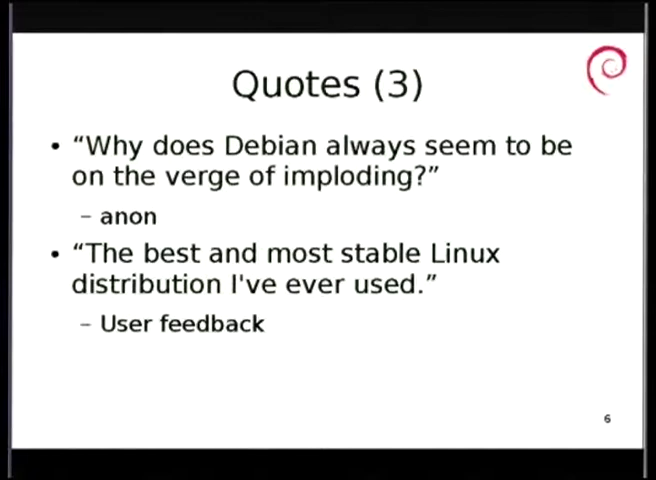 Quotes (3)
• “Why does Debian always seem to be
on the verge of imploding?”
– anon
• “The best and most stable Linux
distribution I've ever used.”
– User feedback
6